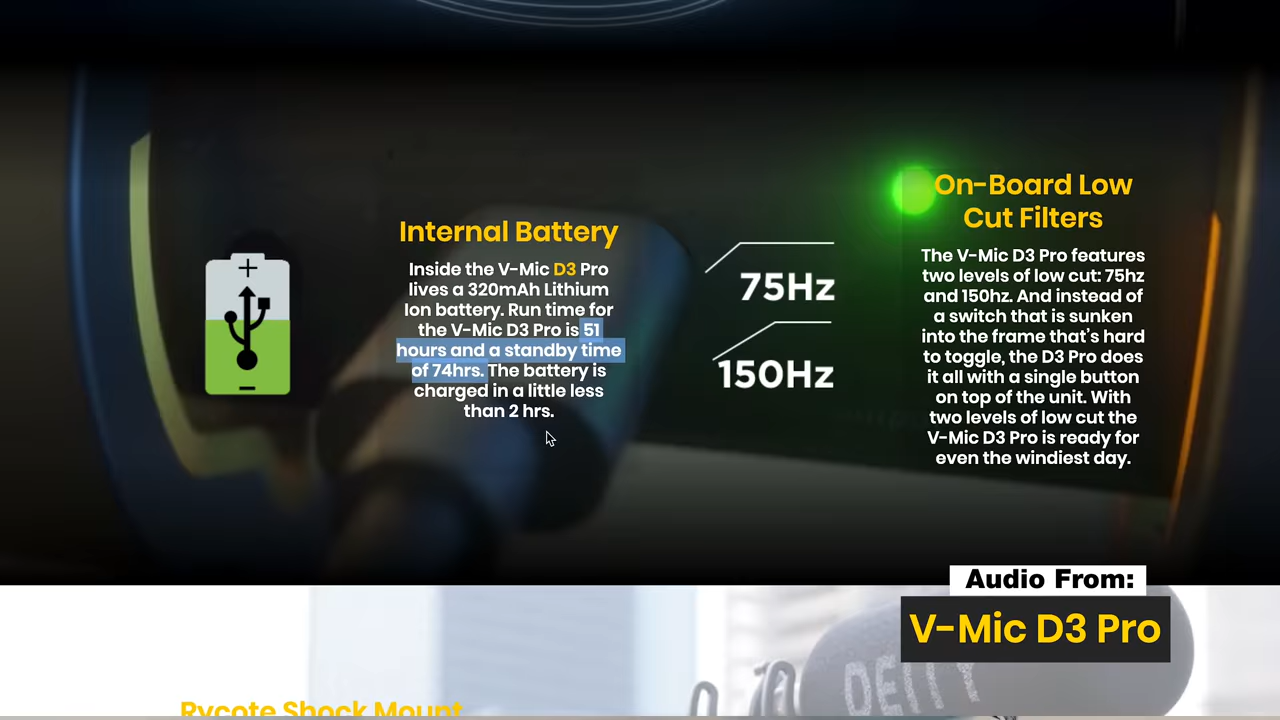 Internal Battery
Inside the V-Mic D3 Pro
lives a 320mAh Lithium
Ion battery. Run time for
the V-Mic D3 Pro is 51
hours and a standby time
of 74hrs. The battery is
charged in a little less
than 2 hrs.
75Hz
150Hz
On-Board Low
Cut Filters
The V-Mic D3 Pro features
two levels of low cut: 75hz
and 150hz. And instead of
a switch that is sunken
into the frame that's hard
to toggle, the D3 Pro does
it all with a single button
on top of the unit. With
two levels of low cut the
V-Mic D3 Pro is ready for
even the windiest day.
Audio From:
V-Mic D3 Pro
DEITY
Rycote Shock Mount